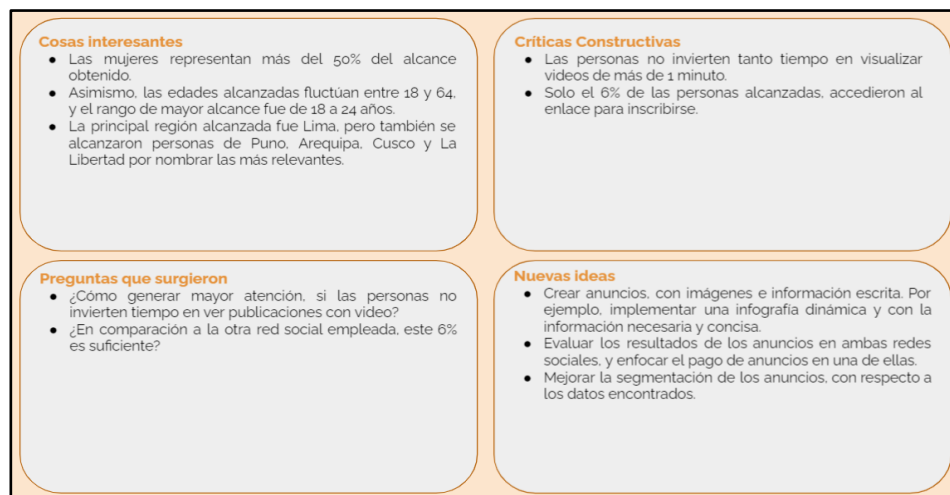 Cosas interesantes
● Las mujeres representan más del 50% del alcance
obtenido.
● Asimismo, las edades alcanzadas fluctúan entre 18 y 64,
y el rango de mayor alcance fue de 18 a 24 años.
● La principal región alcanzada fue Lima, pero también se
alcanzaron personas de Puno, Arequipa, Cusco y La
Libertad por nombrar las más relevantes.
Críticas Constructivas
● Las personas no invierten tanto tiempo en visualizar
videos de más de 1 minuto.
● Solo el 6% de las personas alcanzadas, accedieron al
enlace para inscribirse.
Preguntas que surgieron
● ¿Cómo generar mayor atención, si las personas no
invierten tiempo en ver publicaciones con video?
● ¿En comparación a la otra red social empleada, este 6%
es suficiente?
Nuevas ideas
● Crear anuncios, con imágenes e información escrita. Por
ejemplo, implementar una infografía dinámica y con la
información necesaria y concisa.
● Evaluar los resultados de los anuncios en ambas redes
sociales, y enfocar el pago de anuncios en una de ellas.
● Mejorar la segmentación de los anuncios, con respecto a
los datos encontrados.